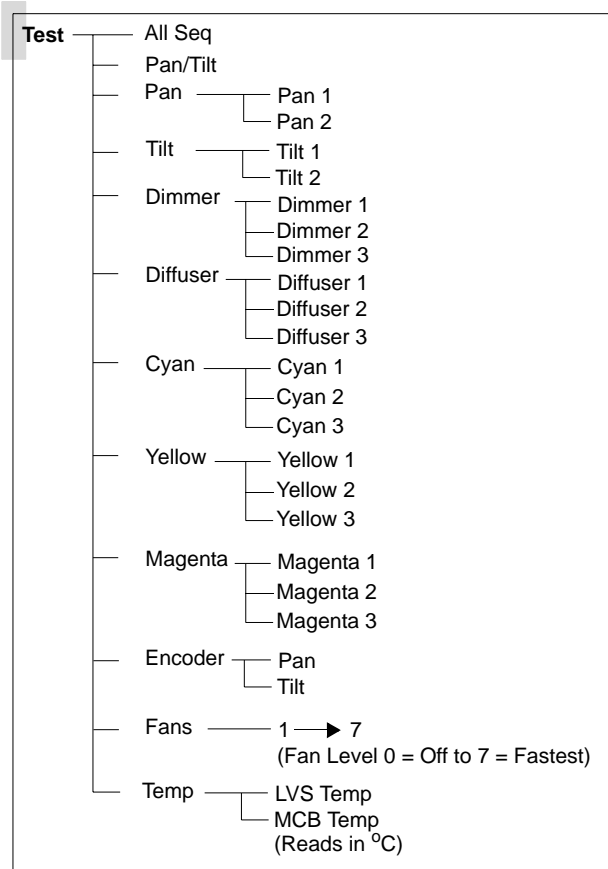 Test All Seq
Pan/Tilt
Pan Pan 1
Pan 2
Tilt Tilt 1
Tilt 2
Dimmer Dimmer 1
Dimmer 2
Dimmer 3
Diffuser Diffuser 1
Diffuser 2
Diffuser 3
Cyan Cyan 1
Cyan 2
Cyan 3
Yellow Yellow 1
Yellow 2
Yellow 3
Magenta Magenta 1
Magenta 2
Magenta 3
Encoder Pan
Tilt
Fans 1 → 7
(Fan Level 0 = Off to 7 = Fastest)
Temp LVS Temp
MCB Temp
(Reads in °C)